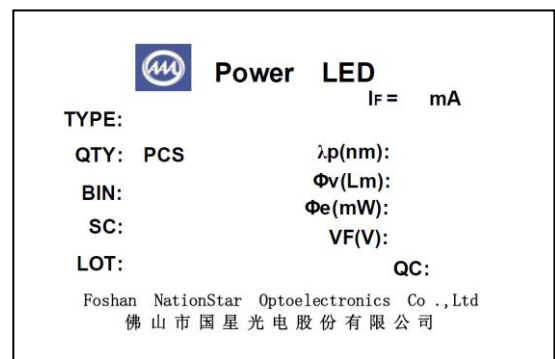 AAA Power LED
IF= mA
TYPE:
QTY: PCS λp(nm):
Φv(Lm):
BIN:
Φe(mW):
SC:
VF(V):
LOT: QC:
Foshan NationStar Optoelectronics Co .,Ltd
佛山市国星光电股份有限公司